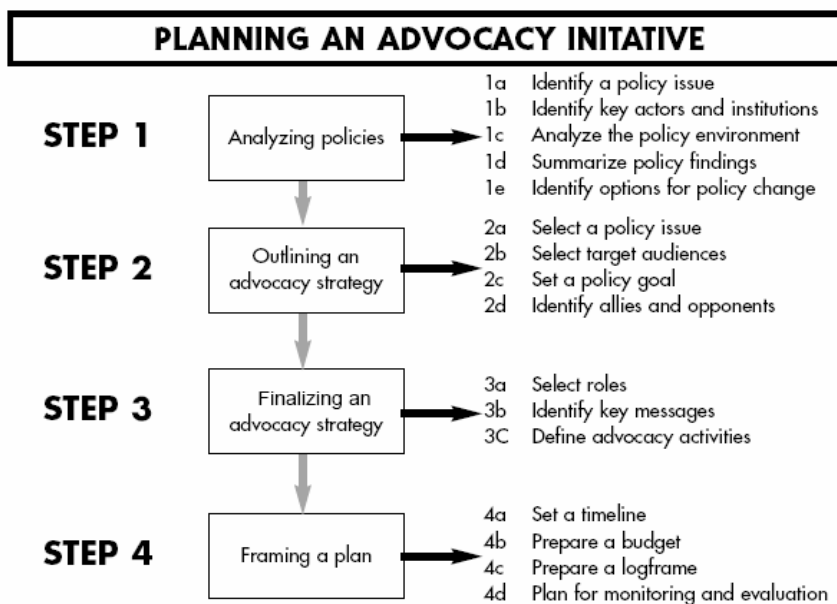 PLANNING AN ADVOCACY INITATIVE
STEP 1
Analyzing policies
1a Identify a policy issue
1b Identify key actors and institutions
1c Analyze the policy environment
1d Summarize policy findings
1e Identify options for policy change
STEP 2
Outlining an
advocacy strategy
2a Select a policy issue
2b Select target audiences
2c Set a policy goal
2d Identify allies and opponents
STEP 3
Finalizing an
advocacy strategy
3a Select roles
3b Identify key messages
3C Define advocacy activities
STEP 4
Framing a plan
4a Set a timeline
4b Prepare a budget
4c Prepare a logframe
4d Plan for monitoring and evaluation